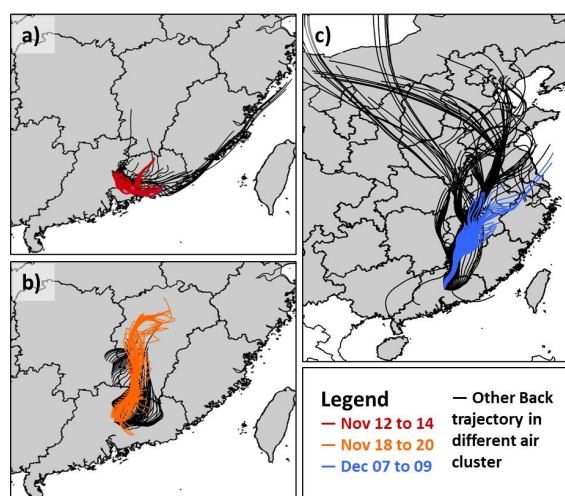 a)
b)
c)
Legend
— Nov 12 to 14
— Nov 18 to 20
— Dec 07 to 09
— Other Back
trajectory in
different air
cluster